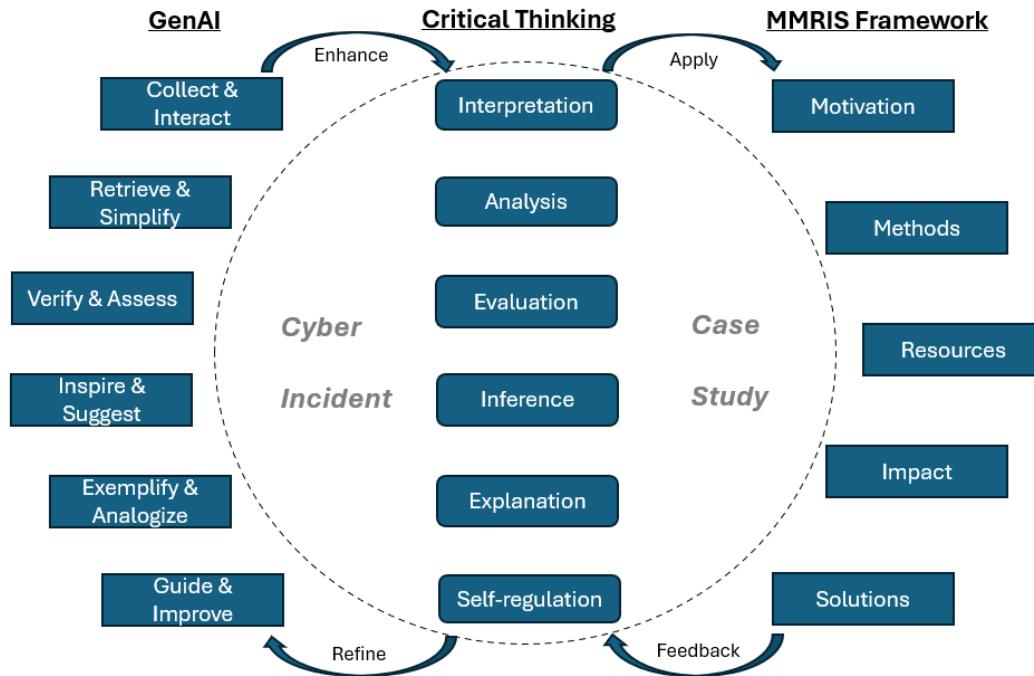 GenAI
Critical Thinking
MMRIS Framework
Enhance
Apply
Collect &
Interact
Interpretation
Motivation
Retrieve &
Simplify
Analysis
Methods
Verify & Assess
Evaluation
Cyber
Case
Resources
Inspire &
Suggest
Inference
Incident
Study
Impact
Exemplify &
Analogize
Explanation
Guide &
Improve
Self-regulation
Solutions
Refine
Feedback